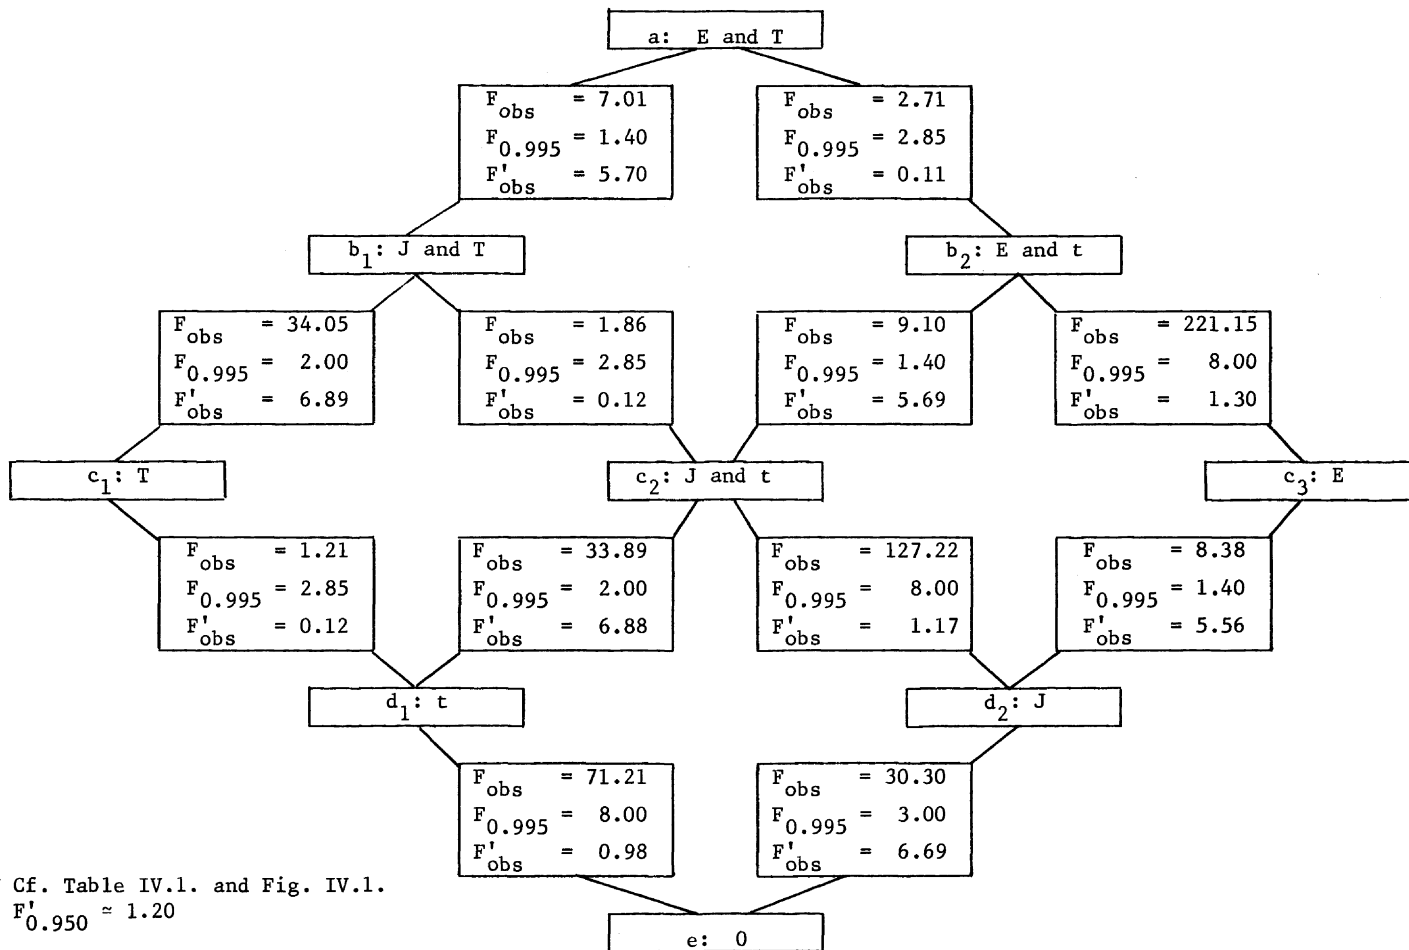 a: E and T
F_obs = 7.01
F_0.995 = 1.40
F'_obs = 5.70
F_obs = 2.71
F_0.995 = 2.85
F'_obs = 0.11
b_1: J and T
b_2: E and t
F_obs = 34.05
F_0.995 = 2.00
F'_obs = 6.89
F_obs = 1.86
F_0.995 = 2.85
F'_obs = 0.12
F_obs = 9.10
F_0.995 = 1.40
F'_obs = 5.69
F_obs = 221.15
F_0.995 = 8.00
F'_obs = 1.30
c_1: T
c_2: J and t
c_3: E
F_obs = 1.21
F_0.995 = 2.85
F'_obs = 0.12
F_obs = 33.89
F_0.995 = 2.00
F'_obs = 6.88
F_obs = 127.22
F_0.995 = 8.00
F'_obs = 1.17
F_obs = 8.38
F_0.995 = 1.40
F'_obs = 5.56
d_1: t
d_2: J
F_obs = 71.21
F_0.995 = 8.00
F'_obs = 0.98
F_obs = 30.30
F_0.995 = 3.00
F'_obs = 6.69
Cf. Table IV.1. and Fig. IV.1.
F'_0.950 ≃ 1.20
e: 0